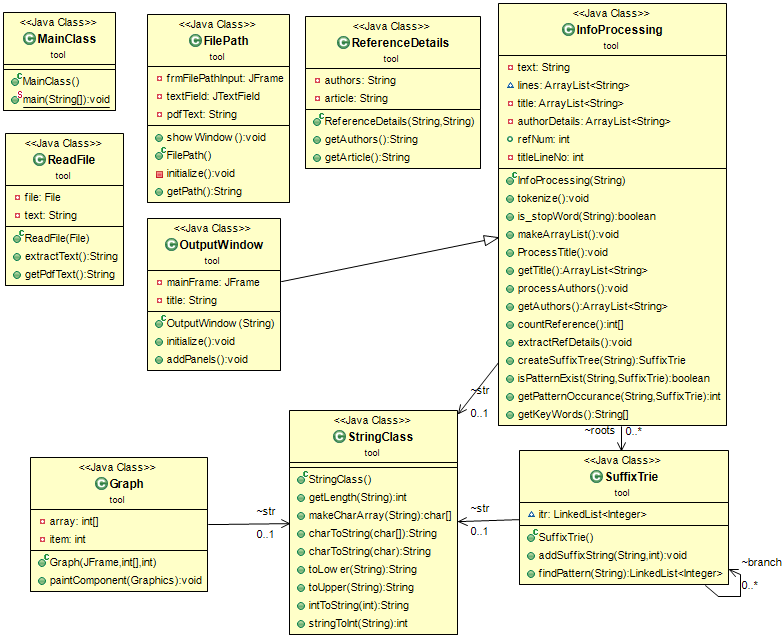 <<Java Class>>
MainClass
tool
MainClass()
main(String[]):void
<<Java Class>>
FilePath
tool
frmFilePathInput: JFrame
textField: JTextField
pdfText: String
show Window ():void
FilePath()
initialize():void
getPath():String
<<Java Class>>
ReferenceDetails
tool
authors: String
article: String
ReferenceDetails(String,String)
getAuthors():String
getArticle():String
<<Java Class>>
InfoProcessing
tool
text: String
lines: ArrayList<String>
title: ArrayList<String>
authorDetails: ArrayList<String>
refNum: int
titleLineNo: int
InfoProcessing(String)
tokenize():void
is_stopWord(String):boolean
makeArrayList():void
ProcessTitle():void
getTitle():ArrayList<String>
processAuthors():void
getAuthors():ArrayList<String>
countReference():int[]
extractRefDetails():void
createSuffixTree(String):SuffixTrie
isPatternExist(String,SuffixTrie):boolean
getPatternOccurance(String,SuffixTrie):int
getKeyWords():String[]
<<Java Class>>
ReadFile
tool
file: File
text: String
ReadFile(File)
extractText():String
getPdfText():String
<<Java Class>>
OutputWindow
tool
mainFrame: JFrame
title: String
OutputWindow (String)
initialize():void
addPanels():void
~str
0..1
~roots
0..*
<<Java Class>>
StringClass
tool
StringClass()
getLength(String):int
makeCharArray(String):char[]
charToString(char[]):String
charToString(char):String
toLow er(String):String
toUpper(String):String
intToString(int):String
stringToInt(String):int
<<Java Class>>
Graph
tool
array: int[]
item: int
Graph(JFrame,int[],int)
paintComponent(Graphics):void
~str
0..1
~str
0..1
<<Java Class>>
SuffixTrie
tool
itr: LinkedList<Integer>
SuffixTrie()
addSuffixString(String,int):void
findPattern(String):LinkedList<Integer>
~branch
0..*